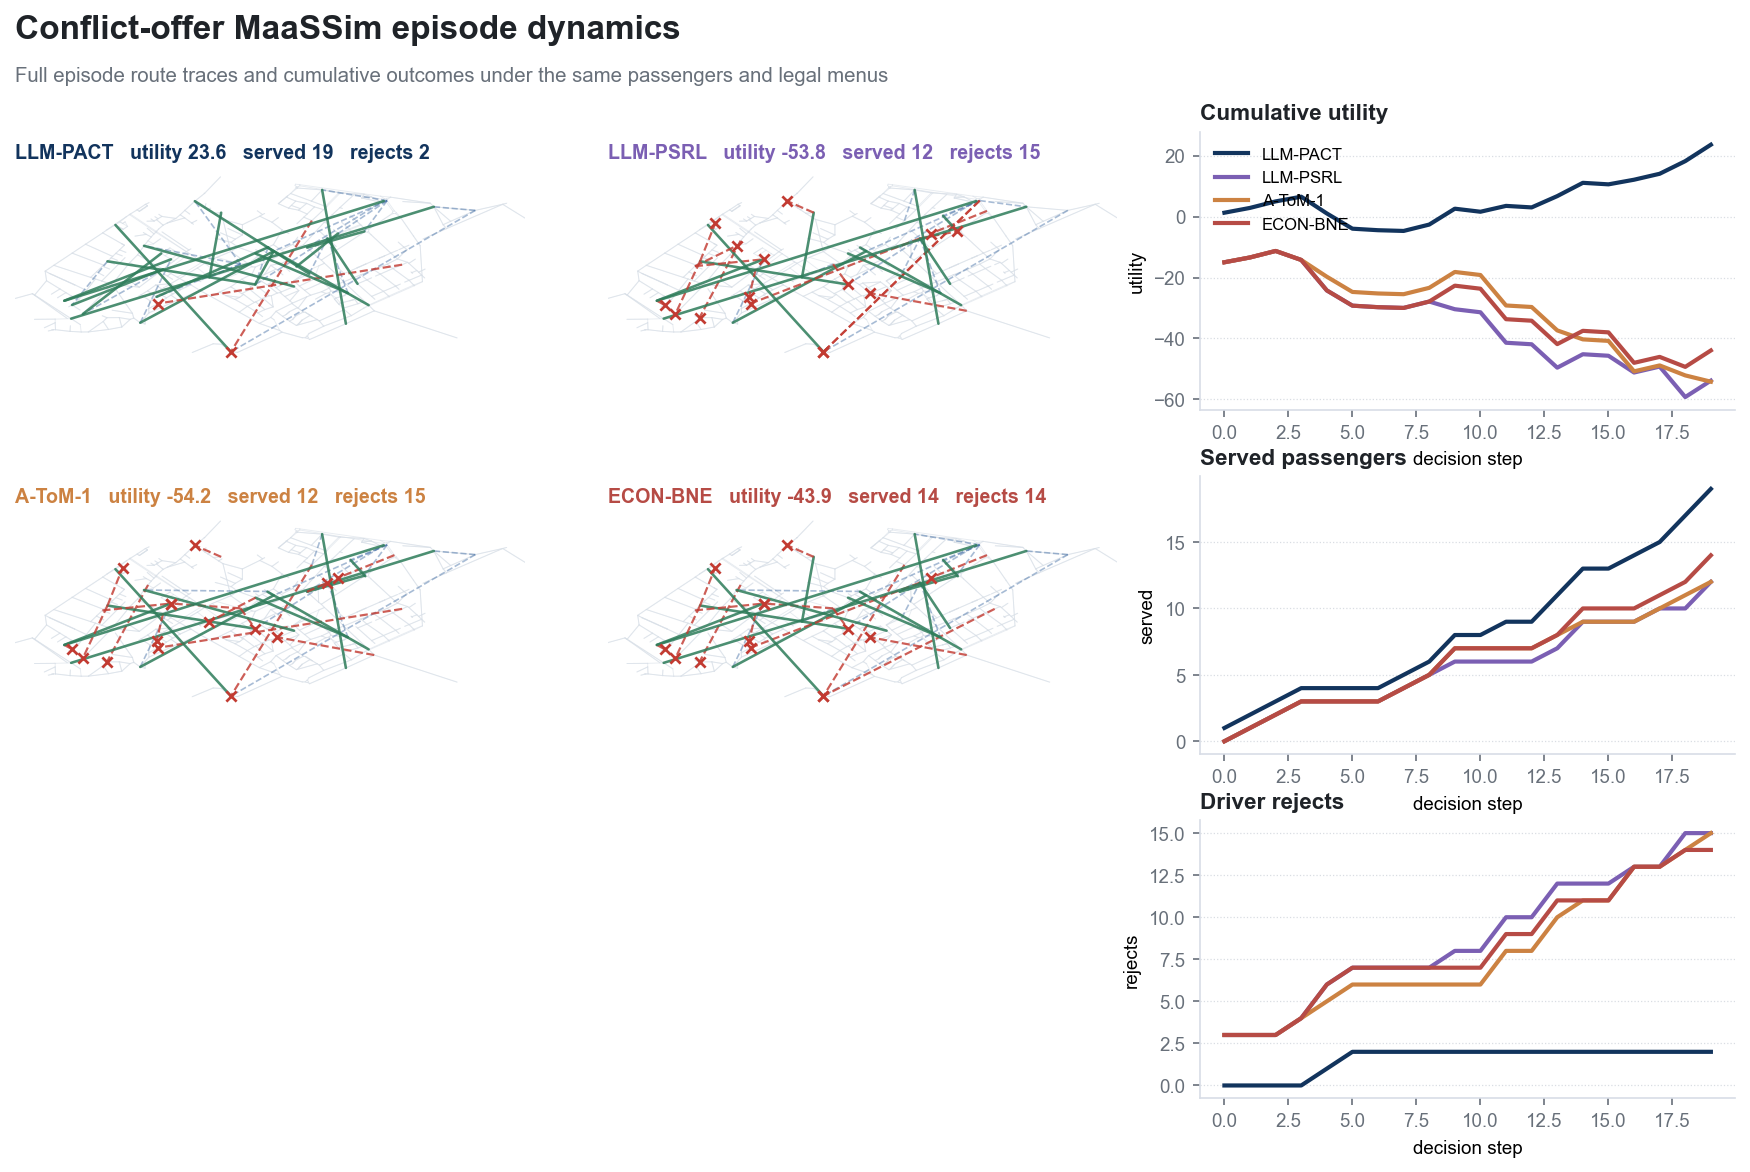 Conflict-offer MaaSSim episode dynamics
Full episode route traces and cumulative outcomes under the same passengers and legal menus
LLM-PACT utility 23.6 served 19 rejects 2
LLM-PSRL utility -53.8 served 12 rejects 15
A-ToM-1 utility -54.2 served 12 rejects 15
ECON-BNE utility -43.9 served 14 rejects 14
Cumulative utility
LLM-PACT
LLM-PSRL
A-ToM-1
ECON-BNE
utility
20
0
−20
−40
−60
0.0 2.5 5.0 7.5 10.0 12.5 15.0 17.5
decision step
Served passengers
served
15
10
5
0
0.0 2.5 5.0 7.5 10.0 12.5 15.0 17.5
decision step
Driver rejects
rejects
15.0
12.5
10.0
7.5
5.0
2.5
0.0
0.0 2.5 5.0 7.5 10.0 12.5 15.0 17.5
decision step